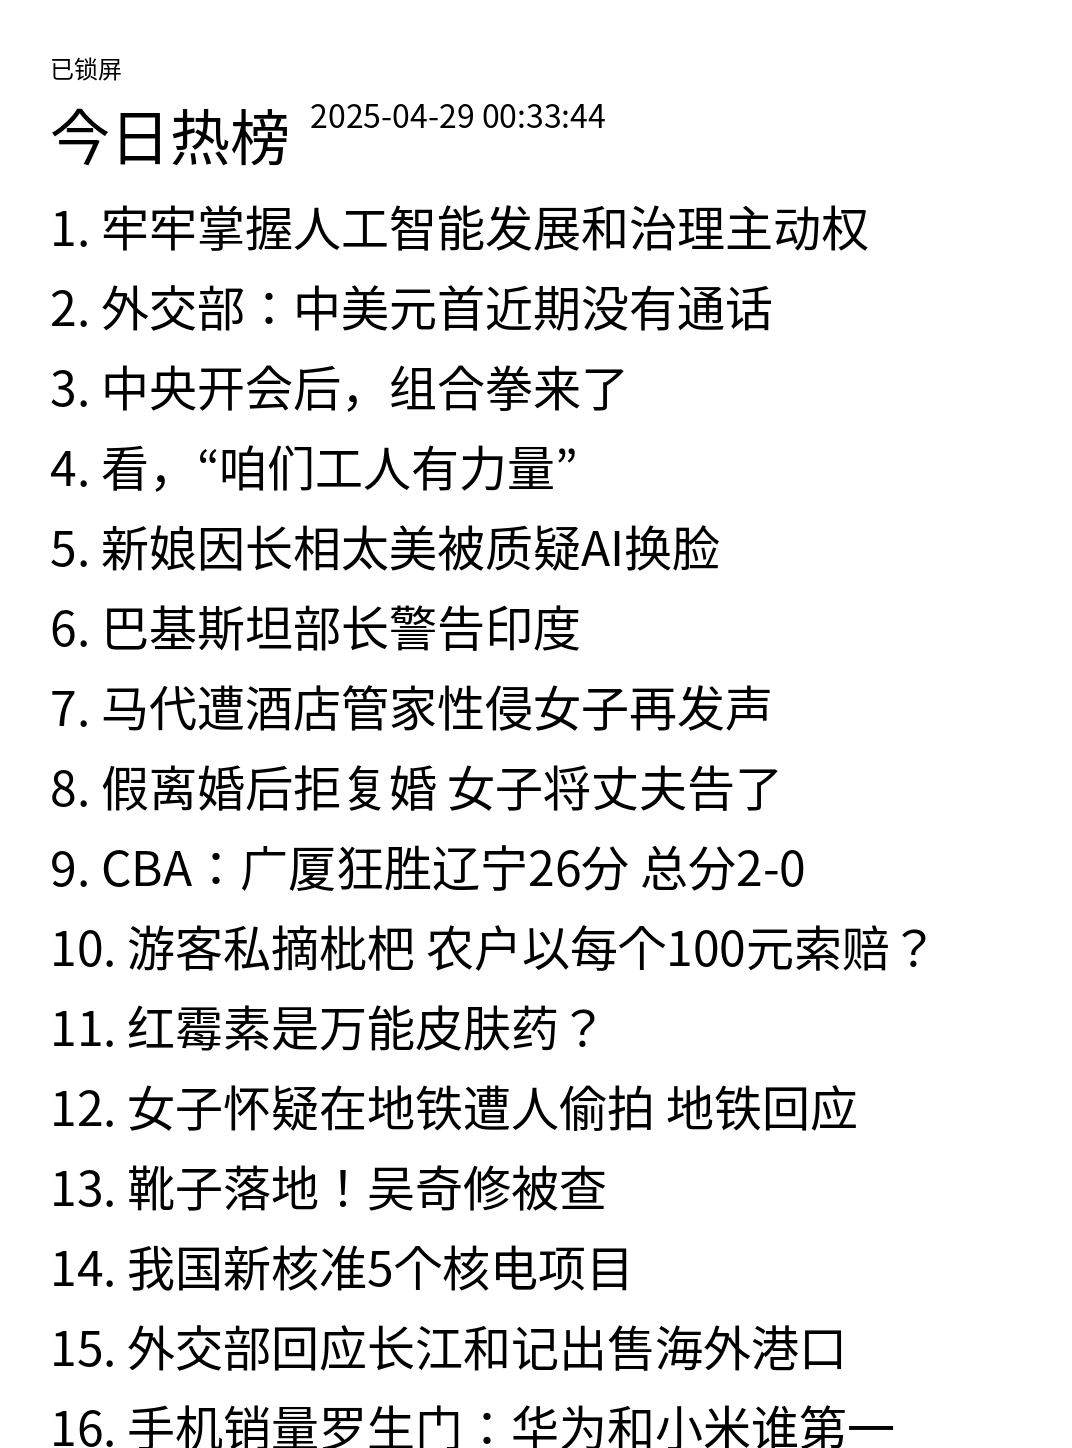 已锁屏
今日热榜 2025-04-29 00:33:44
1. 牢牢掌握人工智能发展和治理主动权
2. 外交部：中美元首近期没有通话
3. 中央开会后，组合拳来了
4. 看，“咱们工人有力量”
5. 新娘因长相太美被质疑AI换脸
6. 巴基斯坦部长警告印度
7. 马代遭酒店管家性侵女子再发声
8. 假离婚后拒复婚 女子将丈夫告了
9. CBA：广厦狂胜辽宁26分 总分2-0
10. 游客私摘枇杷 农户以每个100元索赔？
11. 红霉素是万能皮肤药？
12. 女子怀疑在地铁遭人偷拍 地铁回应
13. 靴子落地！吴奇修被查
14. 我国新核准5个核电项目
15. 外交部回应长江和记出售海外港口
16. 手机销量罗生门：华为和小米谁第一